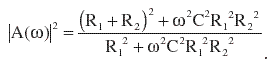 |A(ω)|² = ((R₁ + R₂)² + ω²C²R₁²R₂²) / (R₁² + ω²C²R₁²R₂²).